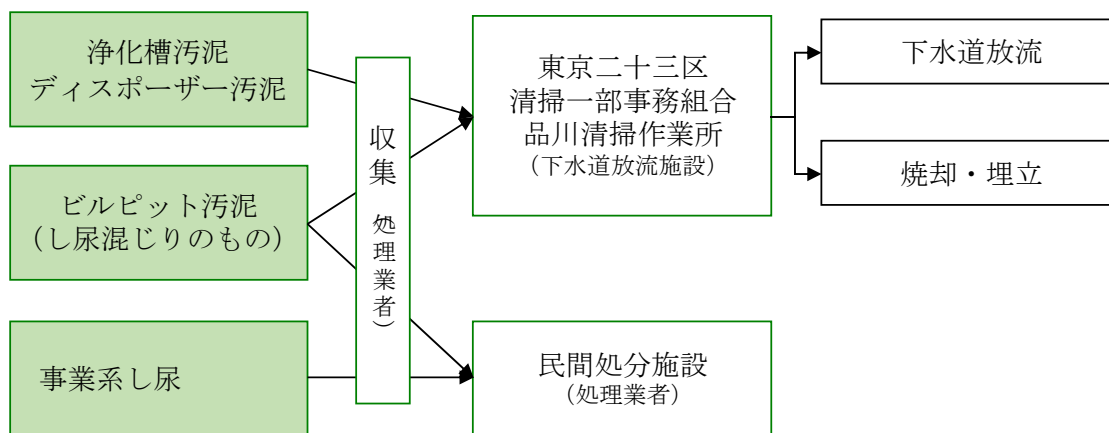 浄化槽汚泥
ディスポーザー汚泥
ビルピット汚泥
（し尿混じりのもの）
事業系し尿
収集（処理業者）
東京二十三区
清掃一部事務組合
品川清掃作業所
（下水道放流施設）
民間処分施設
（処理業者）
下水道放流
焼却・埋立